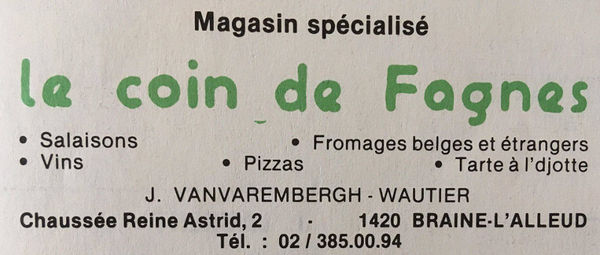 Magasin spécialisé
le coin de Fagnes
• Salaisons • Fromages belges et étrangers
• Vins • Pizzas • Tarte à l'djotte
J. VANVAREMBERGH - WAUTIER
Chaussée Reine Astrid, 2 - 1420 BRAINE-L'ALLEUD
Tél. : 02 / 385.00.94